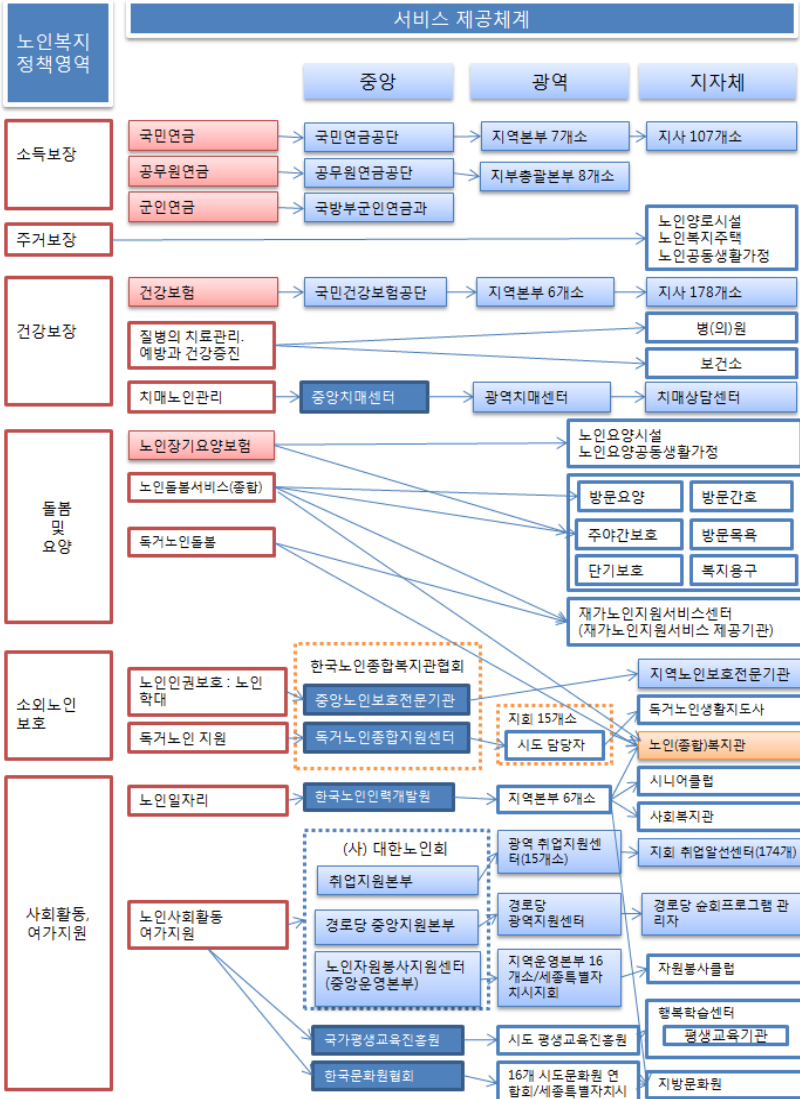 노인복지
정책영역
서비스 제공체계
중앙
광역
지자체
소득보장
국민연금
국민연금공단
지역본부 7개소
지사 107개소
공무원연금
공무원연금공단
지부총괄본부 8개소
군인연금
국방부군인연금과
주거보장
노인양로시설
노인복지주택
노인공동생활가정
건강보장
건강보험
국민건강보험공단
지역본부 6개소
지사 178개소
질병의 치료관리.
예방과 건강증진
병(의)원
보건소
치매노인관리
중앙치매센터
광역치매센터
치매상담센터
돌봄
및
요양
노인장기요양보험
노인요양시설
노인요양공동생활가정
노인돌봄서비스(종합)
방문요양
방문간호
주야간보호
방문목욕
단기보호
복지용구
독거노인돌봄
재가노인지원서비스센터
(재가노인지원서비스 제공기관)
소외노인
보호
노인인권보호 : 노인
학대
한국노인종합복지관협회
중앙노인보호전문기관
지역노인보호전문기관
독거노인 지원
독거노인종합지원센터
지회 15개소
시도 담당자
독거노인생활지도사
노인(종합)복지관
사회활동,
여가지원
노인일자리
한국노인인력개발원
지역본부 6개소
시니어클럽
사회복지관
노인사회활동
여가지원
(사) 대한노인회
취업지원본부
광역 취업지원센
터(15개소)
지회 취업알선센터(174개)
경로당 중앙지원본부
경로당
광역지원센터
경로당 순회프로그램 관
리자
노인자원봉사지원센터
(중앙운영본부)
지역운영본부 16
개소/세종특별자
치시지회
자원봉사클럽
국가평생교육진흥원
시도 평생교육진흥원
행복학습센터
평생교육기관
한국문화원협회
16개 시도문화원 연
합회/세종특별자치시
지방문화원